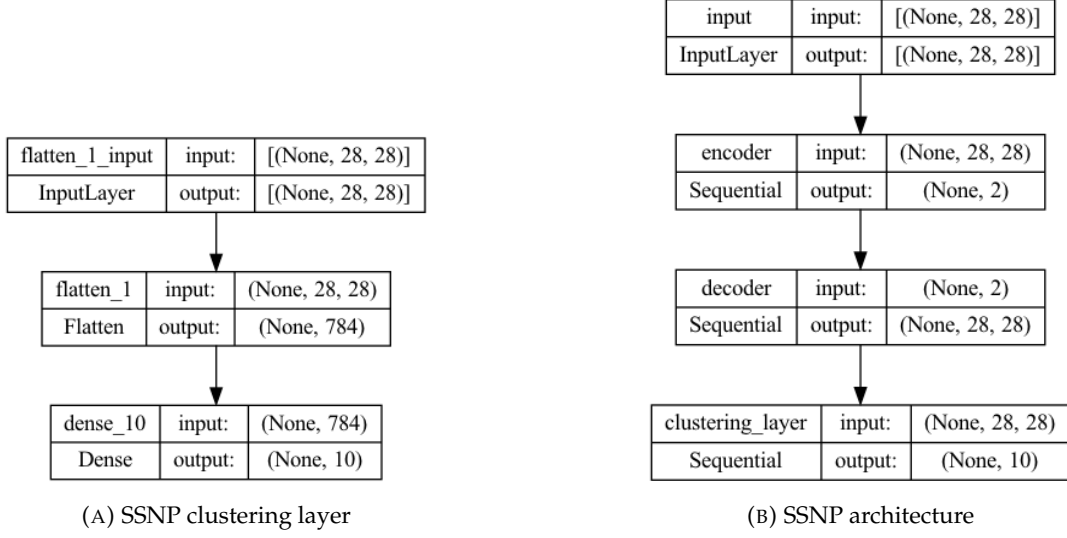 flatten_1_input input: [(None, 28, 28)]
InputLayer output: [(None, 28, 28)]
flatten_1 input: (None, 28, 28)
Flatten output: (None, 784)
dense_10 input: (None, 784)
Dense output: (None, 10)
(A) SSNP clustering layer
input input: [(None, 28, 28)]
InputLayer output: [(None, 28, 28)]
encoder input: (None, 28, 28)
Sequential output: (None, 2)
decoder input: (None, 2)
Sequential output: (None, 28, 28)
clustering_layer input: (None, 28, 28)
Sequential output: (None, 10)
(B) SSNP architecture